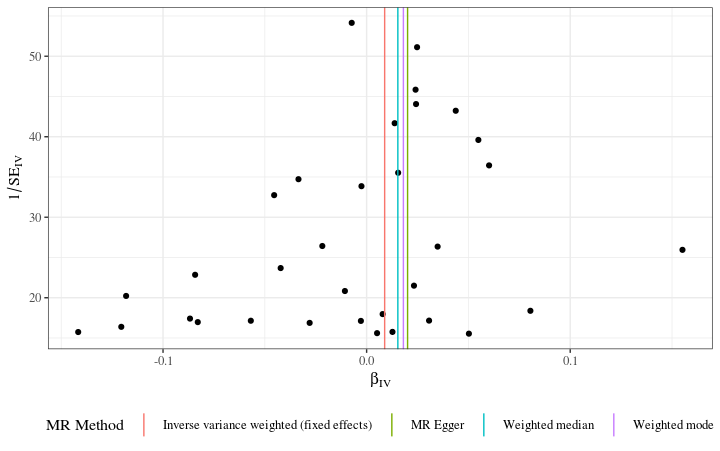 50
40
30
20
1/SE_IV
-0.1 0.0 0.1
β_IV
MR Method Inverse variance weighted (fixed effects) MR Egger Weighted median Weighted mode